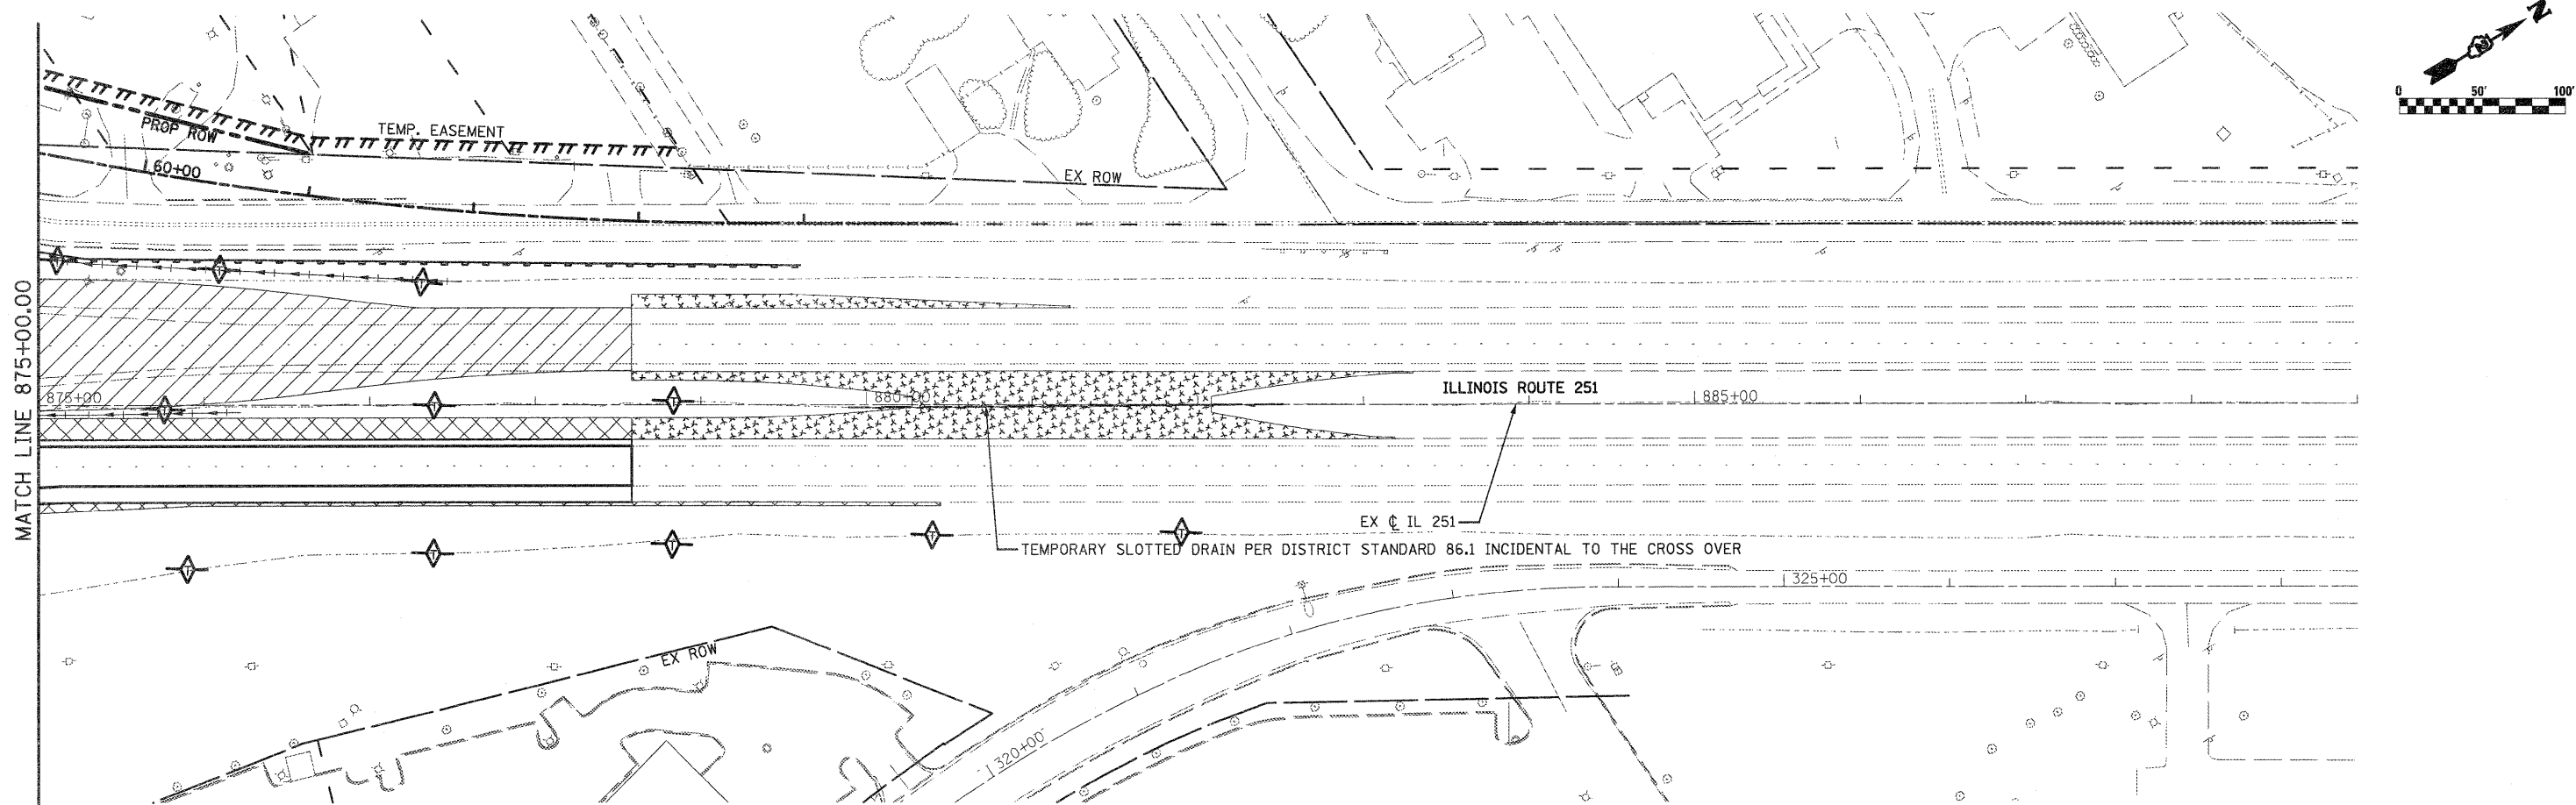 N
0 50' 100'
PROP ROW
TEMP. EASEMENT
60+00
EX ROW
MATCH LINE 875+00.00
T
T
T
875+00
T
T
T
880+00
ILLINOIS ROUTE 251
885+00
EX ℄ IL 251
TEMPORARY SLOTTED DRAIN PER DISTRICT STANDARD 86.1 INCIDENTAL TO THE CROSS OVER
T
T
T
T
T
325+00
EX ROW
320+00